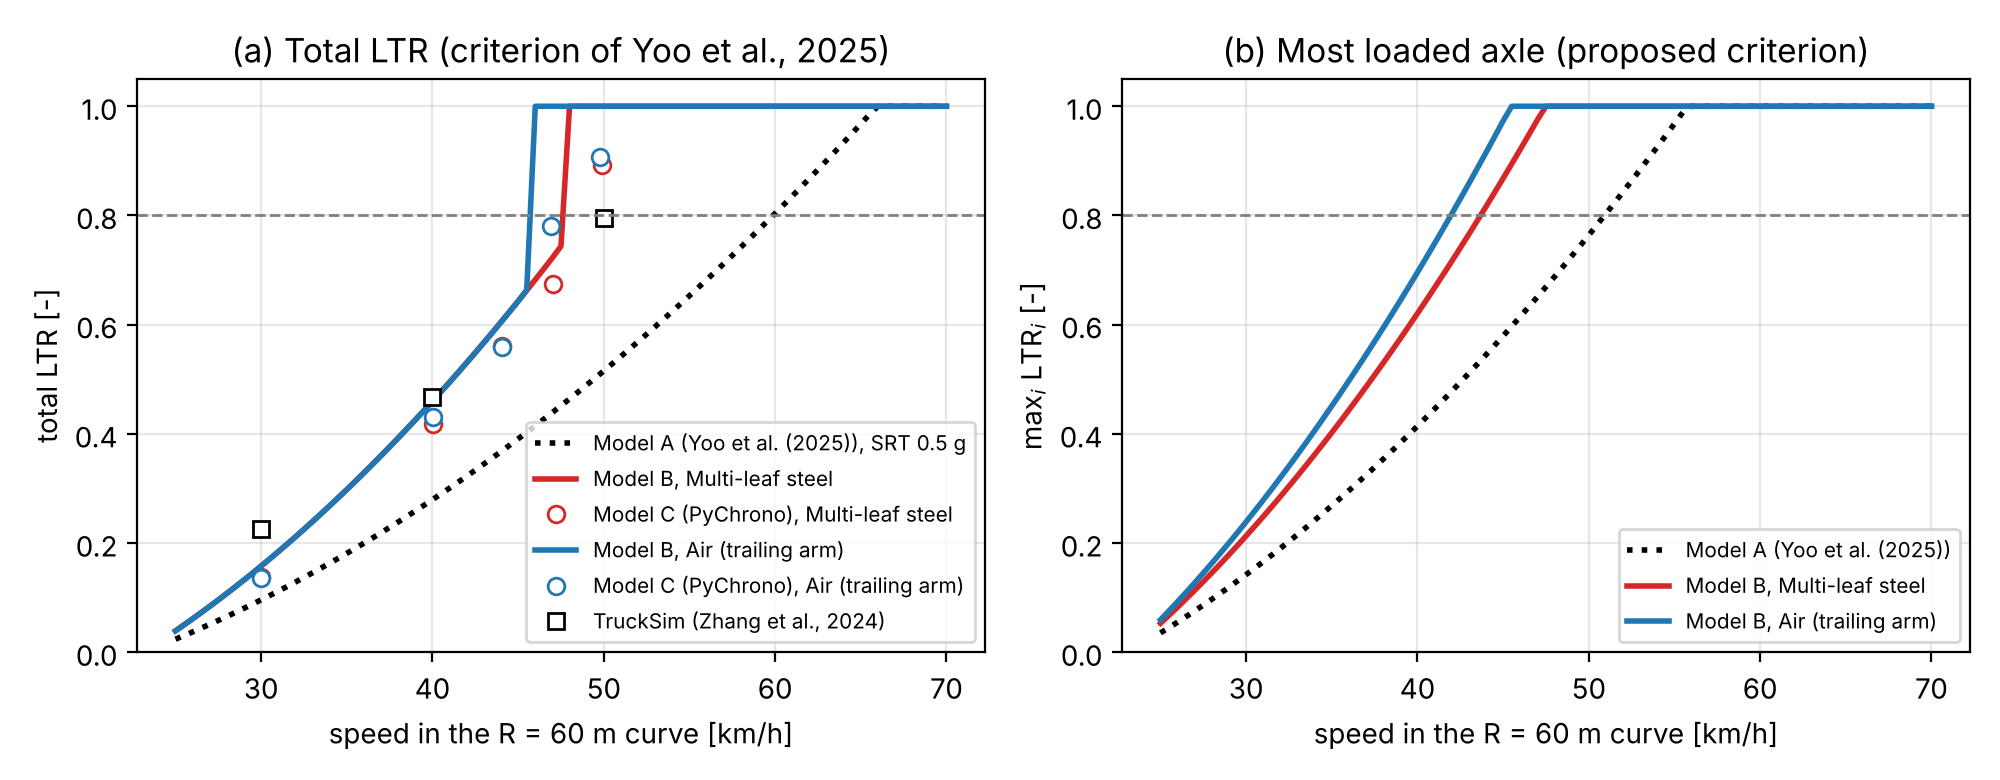 (a) Total LTR (criterion of Yoo et al., 2025)
total LTR [-]
1.0
0.8
0.6
0.4
0.2
0.0
30 40 50 60 70
speed in the R = 60 m curve [km/h]
Model A (Yoo et al. (2025)), SRT 0.5 g
Model B, Multi-leaf steel
Model C (PyChrono), Multi-leaf steel
Model B, Air (trailing arm)
Model C (PyChrono), Air (trailing arm)
TruckSim (Zhang et al., 2024)
(b) Most loaded axle (proposed criterion)
maxᵢ LTRᵢ [-]
1.0
0.8
0.6
0.4
0.2
0.0
30 40 50 60 70
speed in the R = 60 m curve [km/h]
Model A (Yoo et al. (2025))
Model B, Multi-leaf steel
Model B, Air (trailing arm)